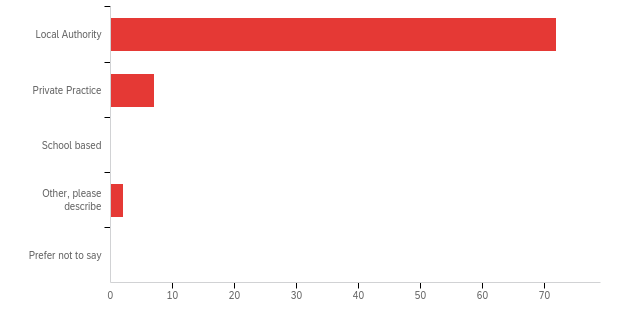 Local Authority
Private Practice
School based
Other, please
describe
Prefer not to say
0 10 20 30 40 50 60 70